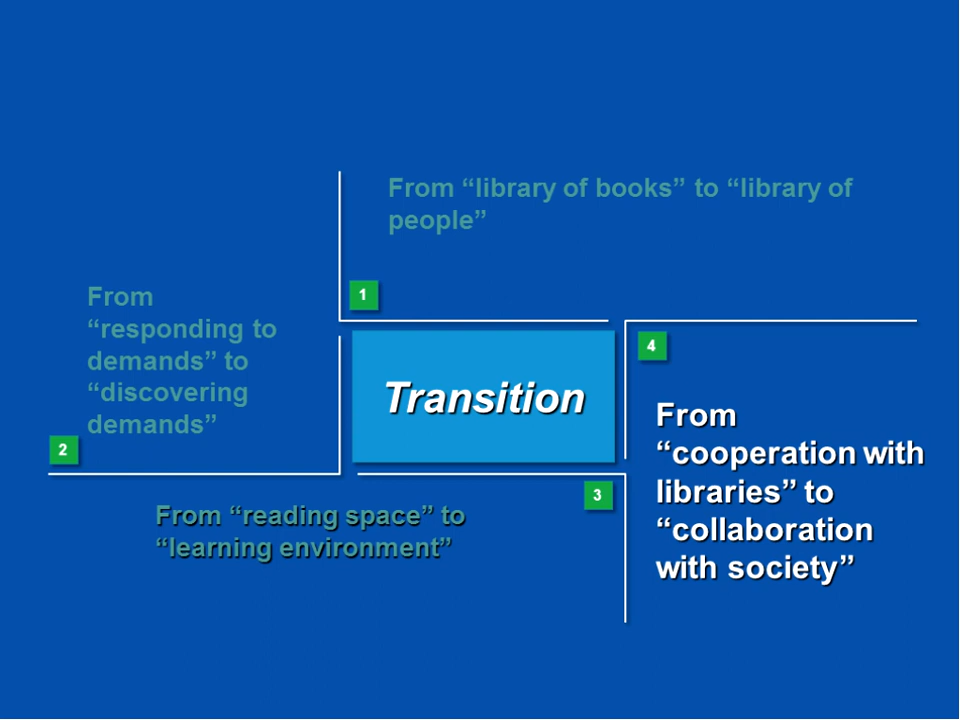 From “library of books” to “library of
people”
1
From
“responding to
demands” to
“discovering
demands”
2
Transition
4
From
“cooperation with
libraries” to
“collaboration
with society”
3
From “reading space” to
“learning environment”